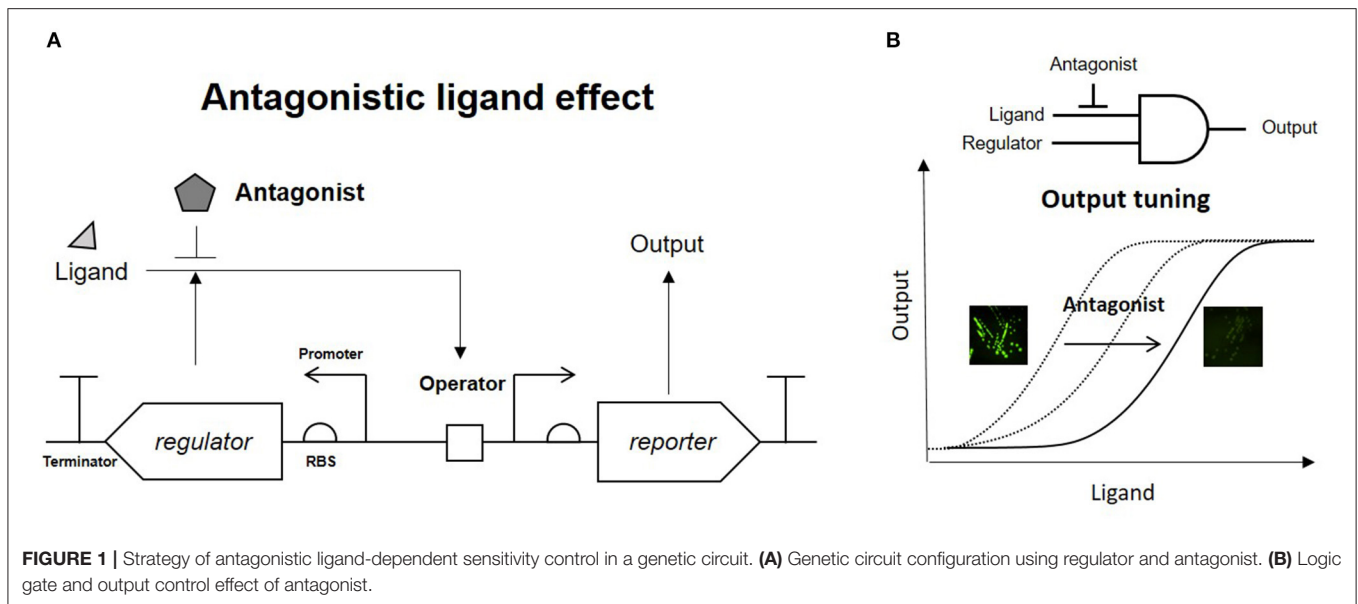 A
Antagonistic ligand effect
Antagonist
Ligand
Output
Promoter
Operator
regulator
reporter
Terminator
RBS
B
Antagonist
Ligand
Regulator
Output
Output tuning
Output
Antagonist
Ligand
FIGURE 1 | Strategy of antagonistic ligand-dependent sensitivity control in a genetic circuit. (A) Genetic circuit configuration using regulator and antagonist. (B) Logic
gate and output control effect of antagonist.